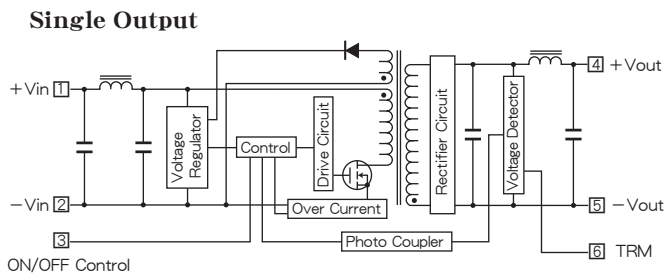 Single Output
+Vin 1
-Vin 2
3
ON/OFF Control
Voltage Regulator
Control
Drive Circuit
Over Current
Photo Coupler
Rectifier Circuit
Voltage Detector
4 +Vout
5 -Vout
6 TRM